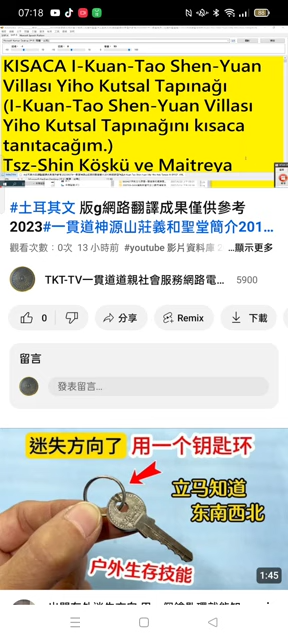 07:18
KISACA I-Kuan-Tao Shen-Yuan
Villası Yiho Kutsal Tapınağı
(I-Kuan-Tao Shen-Yuan Villası
Yiho Kutsal Tapınağını kısaca
tanıtacağım.)
Tsz-Shin Köşkü ve Maitreya
#土耳其文 版g網路翻譯成果僅供參考
2023#一貫道神源山莊義和聖堂簡介201...
觀看次數：0次 13 小時前 #youtube 影片資料庫 2 ...顯示更多
TKT-TV一貫道道親社會服務網路電... 5900
0 分享 Remix 下載
留言
發表留言...
迷失方向了 用一个钥匙环
立马知道
东南西北
户外生存技能
1:45